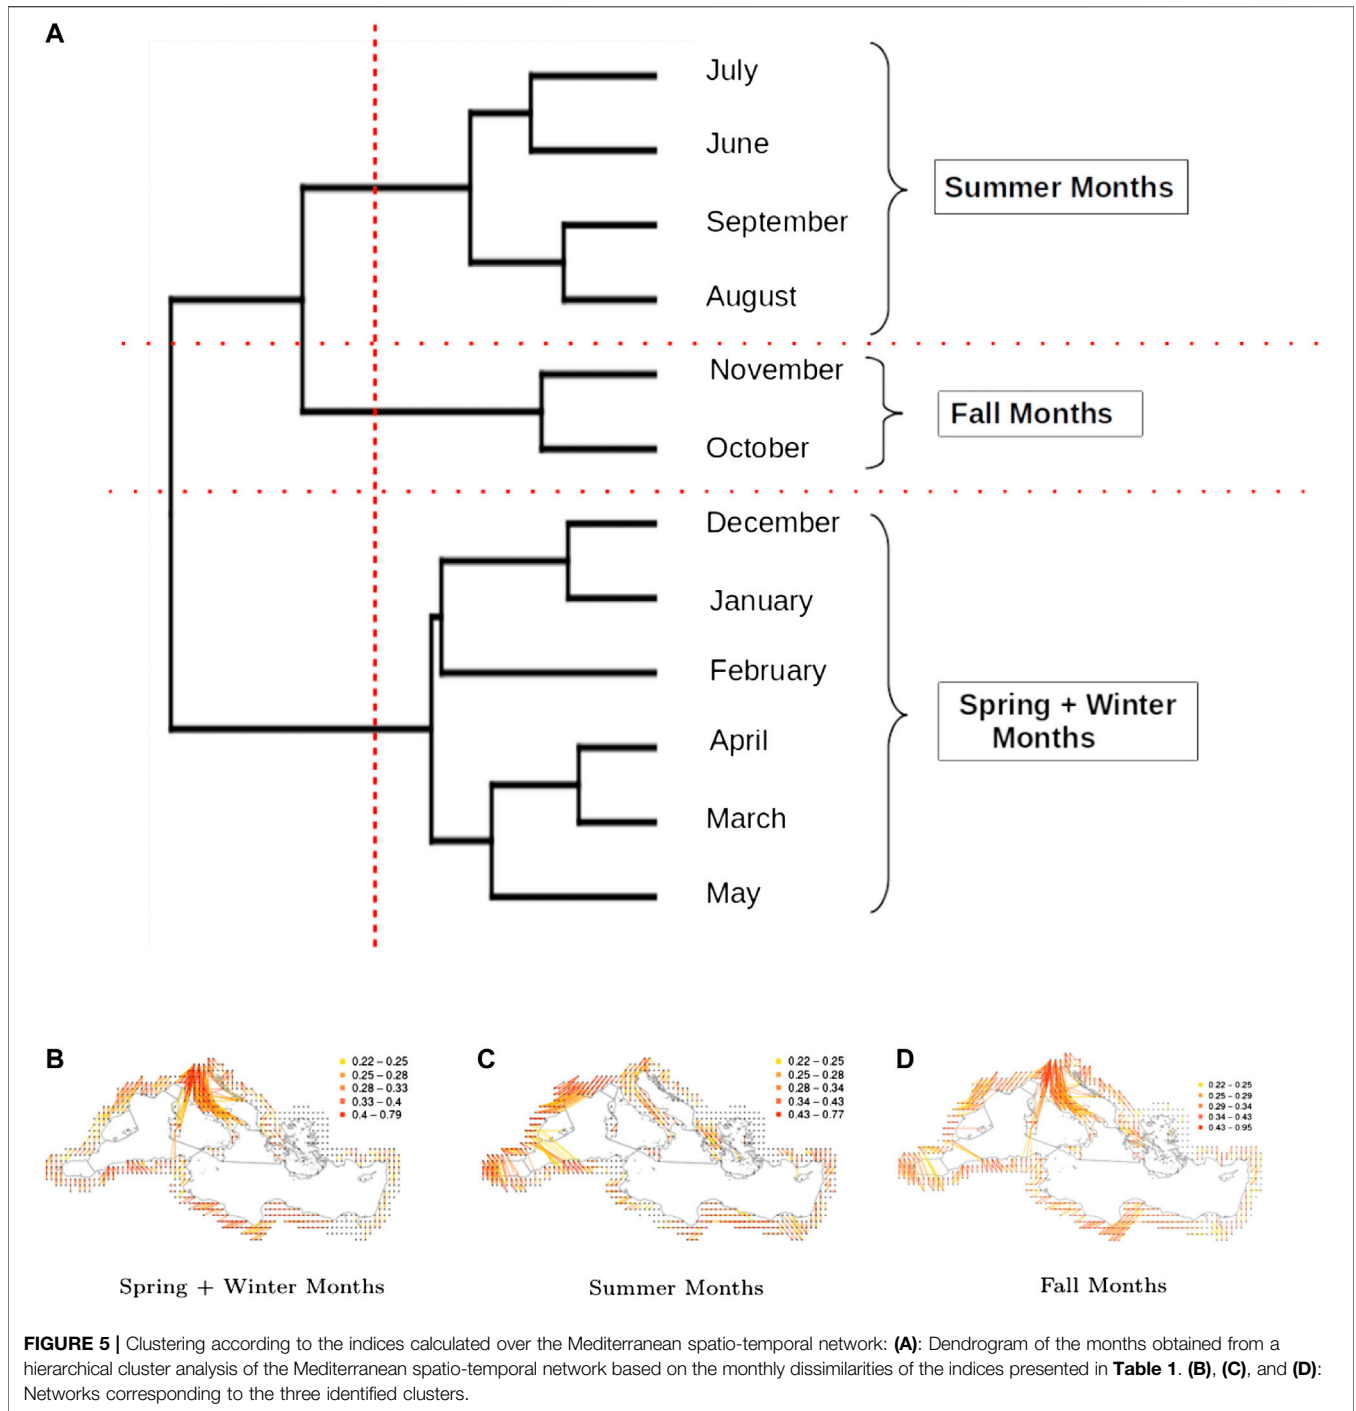 A
July
June
September
August
Summer Months
November
October
Fall Months
December
January
February
April
March
May
Spring + Winter
Months
B
0.22 – 0.25
0.25 – 0.28
0.28 – 0.33
0.33 – 0.4
0.4 – 0.79
Spring + Winter Months
C
0.22 – 0.25
0.25 – 0.28
0.28 – 0.34
0.34 – 0.43
0.43 – 0.77
Summer Months
D
0.22 – 0.25
0.25 – 0.29
0.29 – 0.34
0.34 – 0.43
0.43 – 0.95
Fall Months
FIGURE 5 | Clustering according to the indices calculated over the Mediterranean spatio-temporal network: (A): Dendrogram of the months obtained from a
hierarchical cluster analysis of the Mediterranean spatio-temporal network based on the monthly dissimilarities of the indices presented in Table 1. (B), (C), and (D):
Networks corresponding to the three identified clusters.